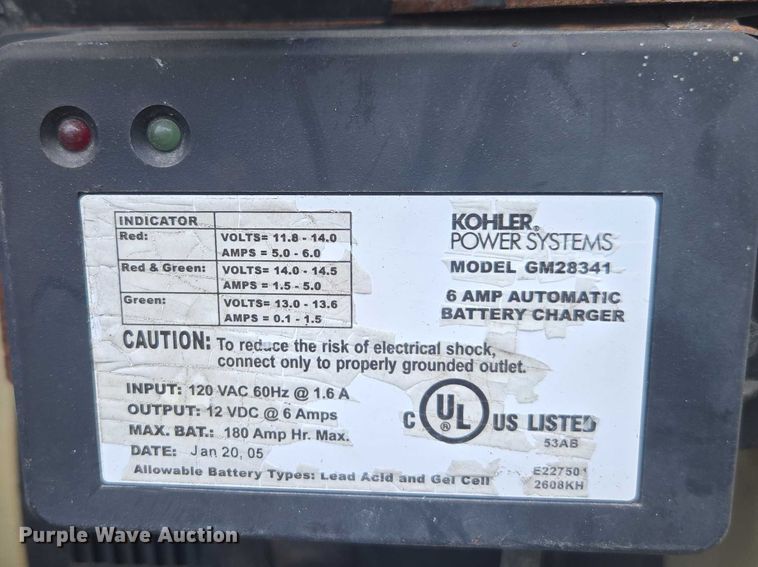 INDICATOR
Red: VOLTS= 11.8 - 14.0
AMPS = 5.0 - 6.0
Red & Green: VOLTS= 14.0 - 14.5
AMPS = 1.5 - 5.0
Green: VOLTS= 13.0 - 13.6
AMPS = 0.1 - 1.5
KOHLER®
POWER SYSTEMS
MODEL GM28341
6 AMP AUTOMATIC
BATTERY CHARGER
CAUTION: To reduce the risk of electrical shock,
connect only to properly grounded outlet.
INPUT: 120 VAC 60Hz @ 1.6 A
OUTPUT: 12 VDC @ 6 Amps
MAX. BAT.: 180 Amp Hr. Max.
DATE: Jan 20, 05
Allowable Battery Types: Lead Acid and Gel Cell
C UL® US LISTED
53AB
E227501
2608KH
Purple Wave Auction